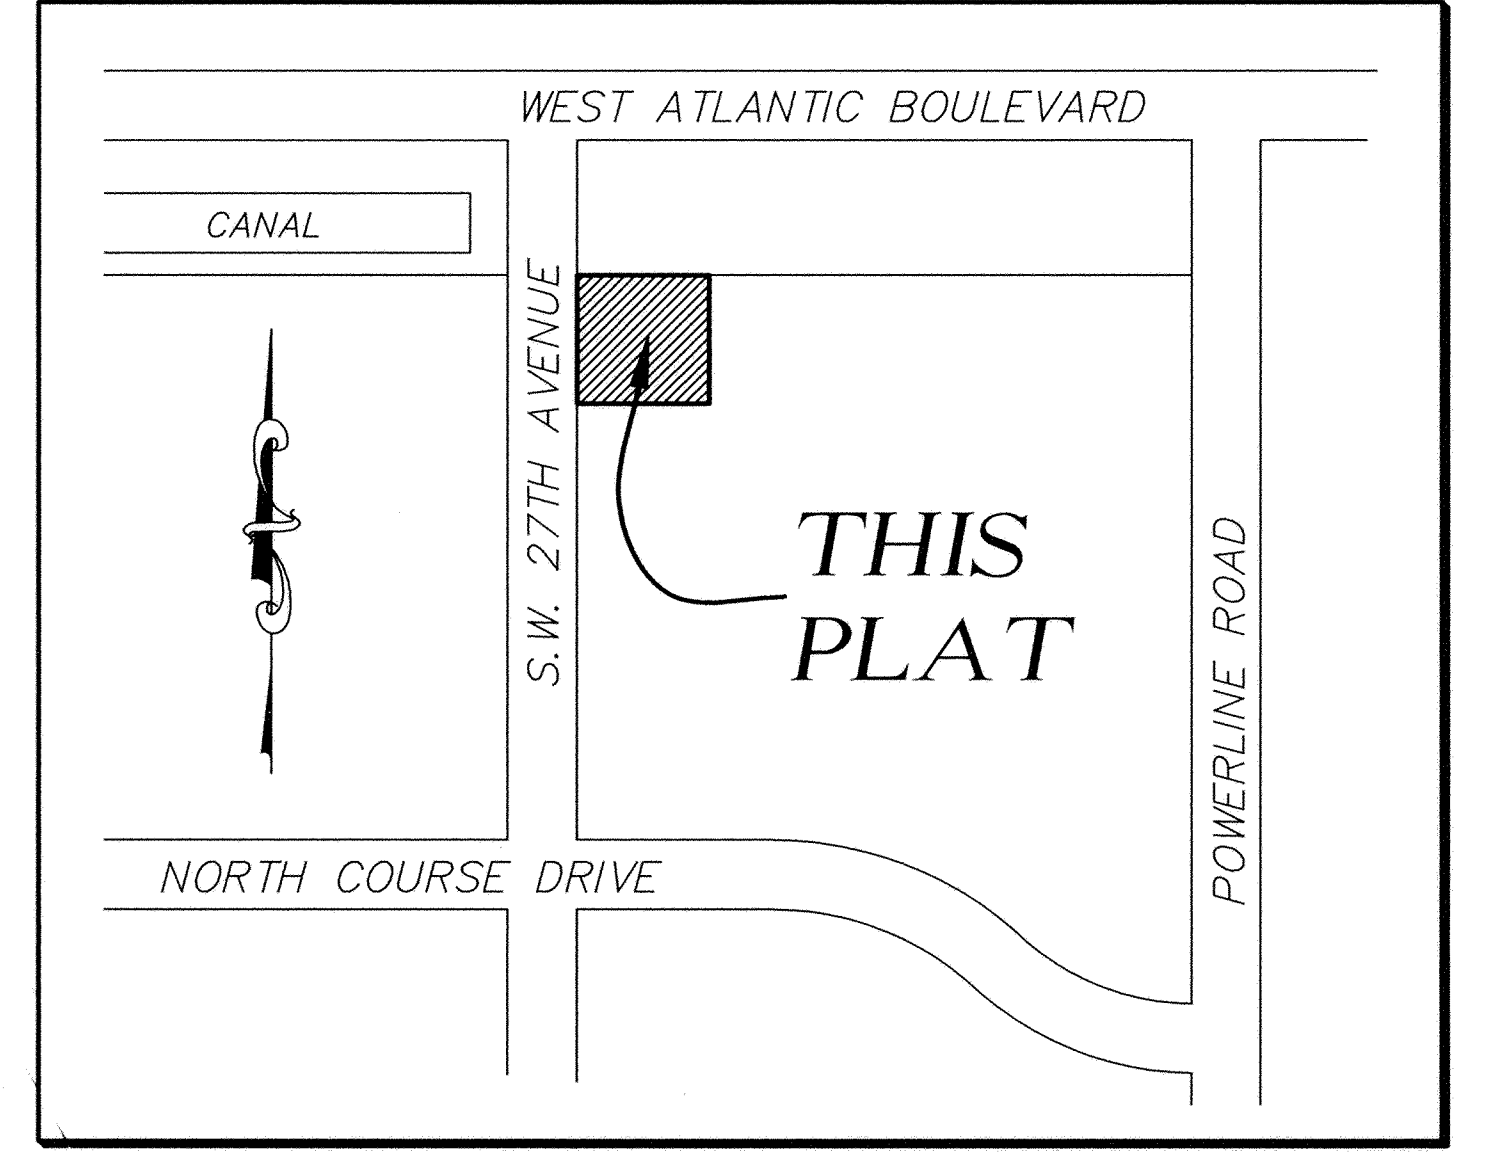 WEST ATLANTIC BOULEVARD
CANAL
S.W. 27TH AVENUE
THIS
PLAT
POWERLINE ROAD
NORTH COURSE DRIVE